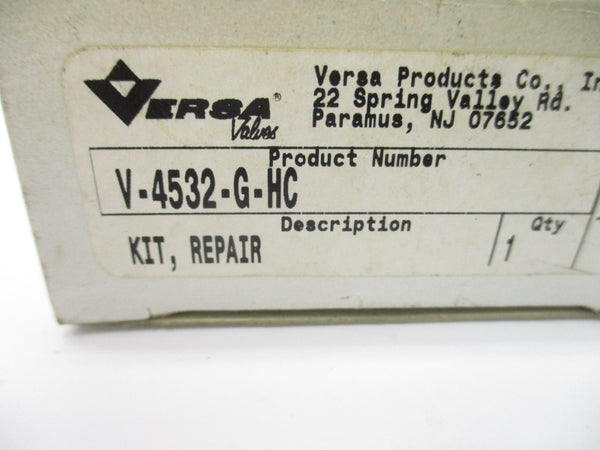 VERSA®
Valves
Versa Products Co., In
22 Spring Valley Rd.
Paramus, NJ 07652
Product Number
V-4532-G-HC
Description
Qty
KIT, REPAIR
1